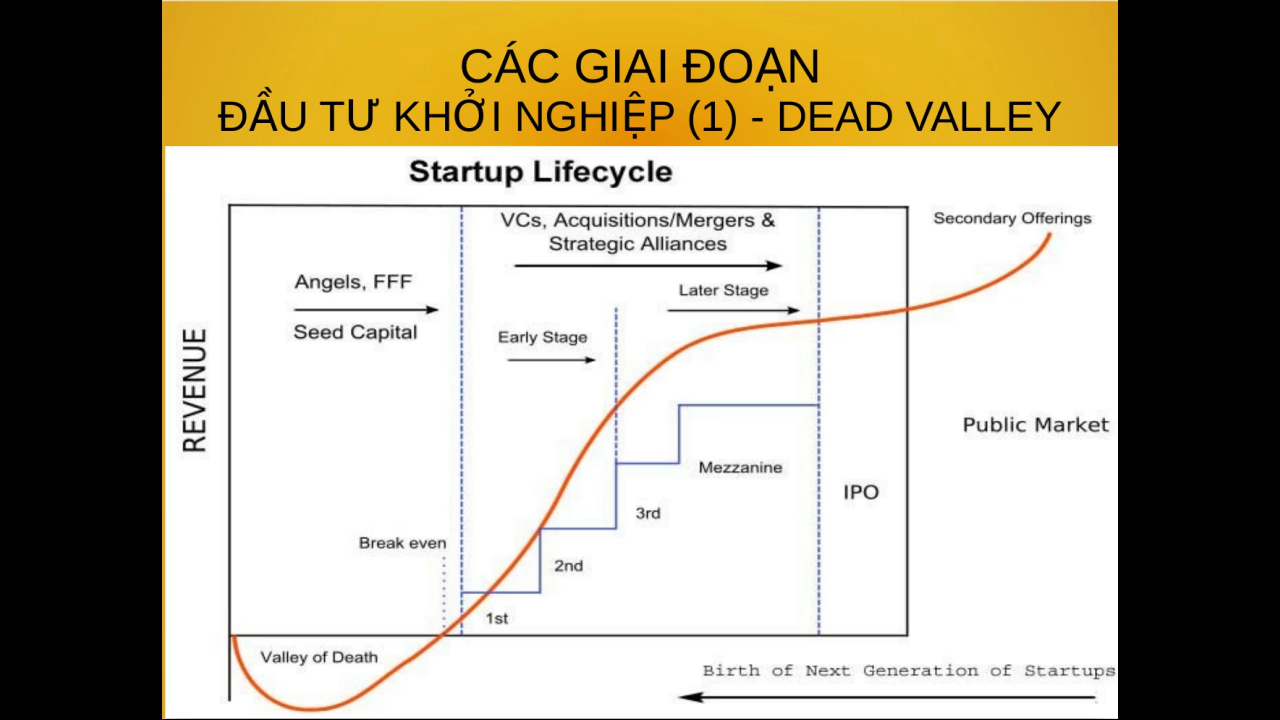 CÁC GIAI ĐOẠN
ĐẦU TƯ KHỞI NGHIỆP (1) - DEAD VALLEY
Startup Lifecycle
VCs, Acquisitions/Mergers &
Strategic Alliances
Secondary Offerings
Angels, FFF
Seed Capital
Later Stage
Early Stage
REVENUE
Public Market
Mezzanine
IPO
3rd
Break even
2nd
1st
Valley of Death
Birth of Next Generation of Startups